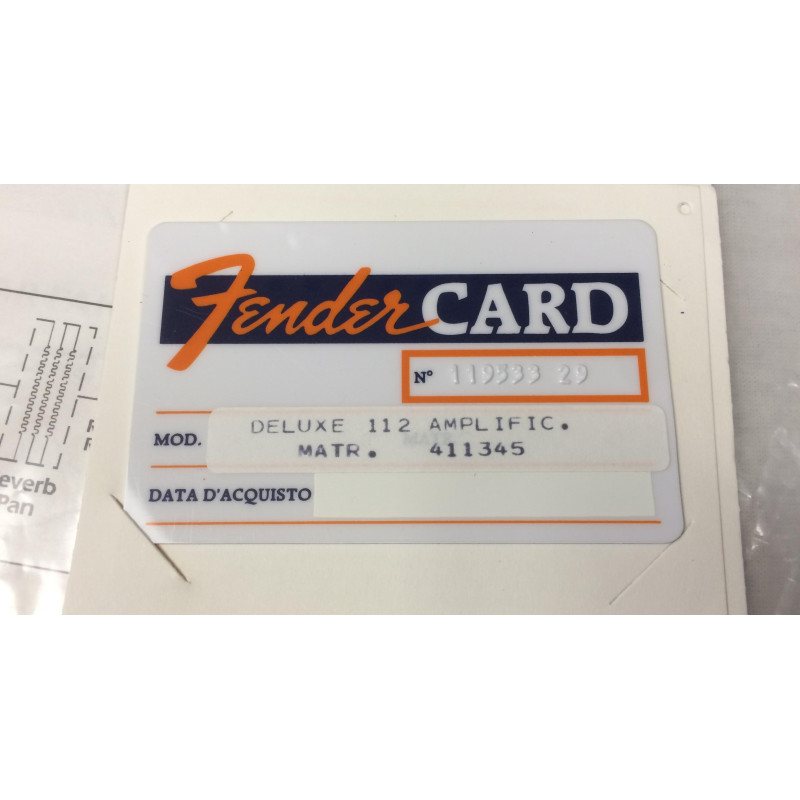 Fender CARD
N° 119533 29
MOD. DELUXE 112 AMPLIFIC.
MATR. 411345
DATA D'ACQUISTO
everb
Pan